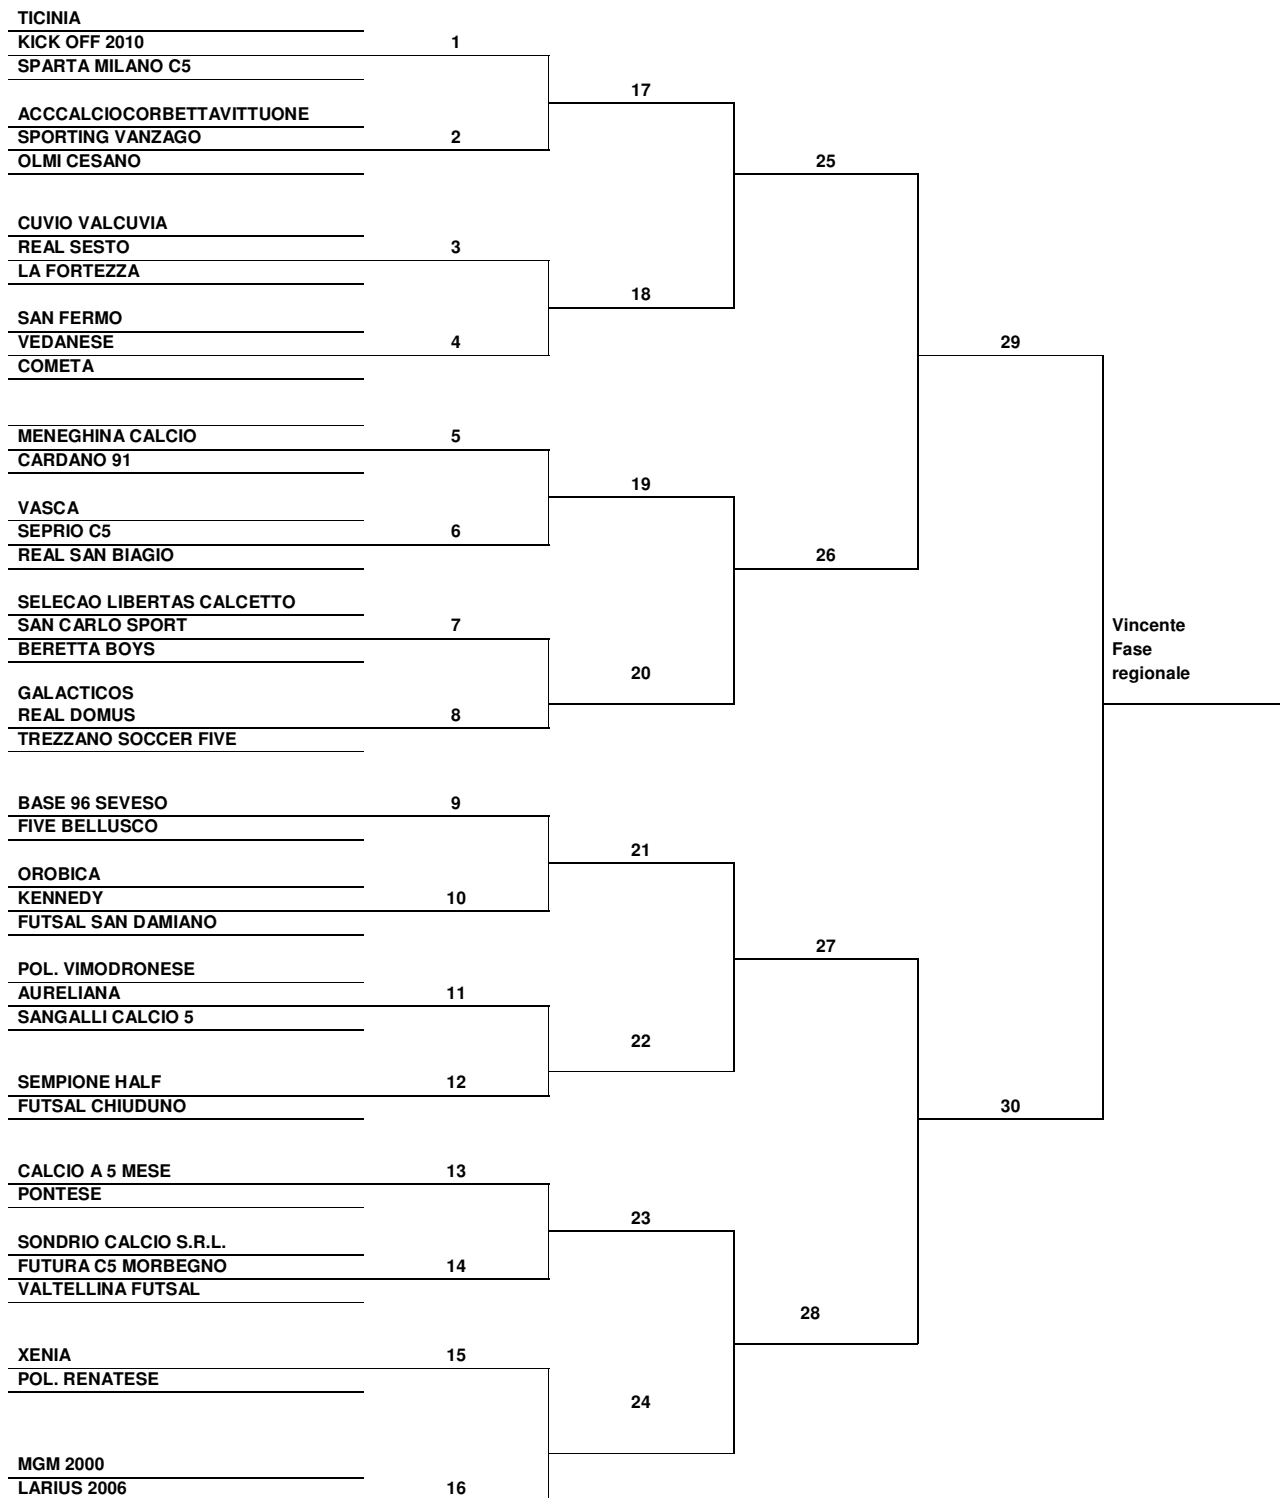 TICINIA
KICK OFF 2010 1
SPARTA MILANO C5
17
ACCCALCIOCORBETTAVITTUONE
SPORTING VANZAGO 2
OLMI CESANO 25
CUVIO VALCUVIA
REAL SESTO 3
LA FORTEZZA
18
SAN FERMO
VEDANESE 4 29
COMETA
MENEGHINA CALCIO 5
CARDANO 91
19
VASCA
SEPRIO C5 6
REAL SAN BIAGIO 26
SELECAO LIBERTAS CALCETTO
SAN CARLO SPORT 7 Vincente
BERETTA BOYS Fase
20 regionale
GALACTICOS
REAL DOMUS 8
TREZZANO SOCCER FIVE
BASE 96 SEVESO 9
FIVE BELLUSCO
21
OROBICA
KENNEDY 10
FUTSAL SAN DAMIANO
27
POL. VIMODRONESE
AURELIANA 11
SANGALLI CALCIO 5
22
SEMPIONE HALF 12
FUTSAL CHIUDUNO 30
CALCIO A 5 MESE 13
PONTESE
23
SONDRIO CALCIO S.R.L.
FUTURA C5 MORBEGNO 14
VALTELLINA FUTSAL
28
XENIA 15
POL. RENATESE
24
MGM 2000
LARIUS 2006 16